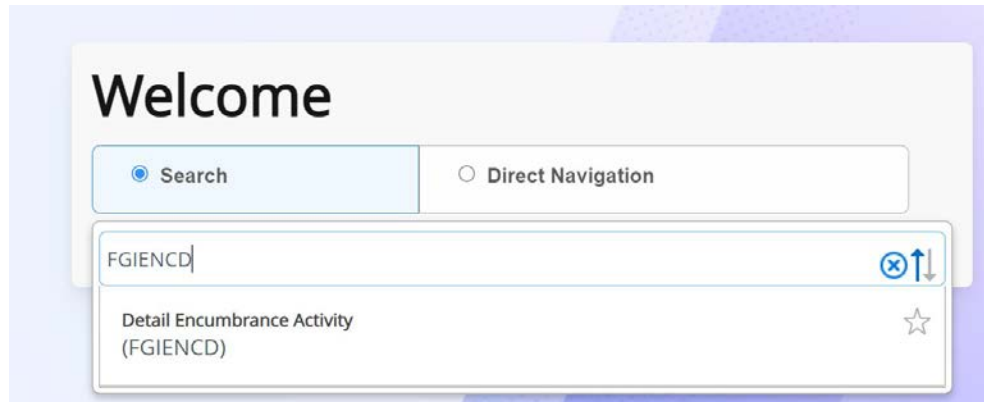 Welcome
Search
Direct Navigation
FGIENCD
Detail Encumbrance Activity
(FGIENCD)